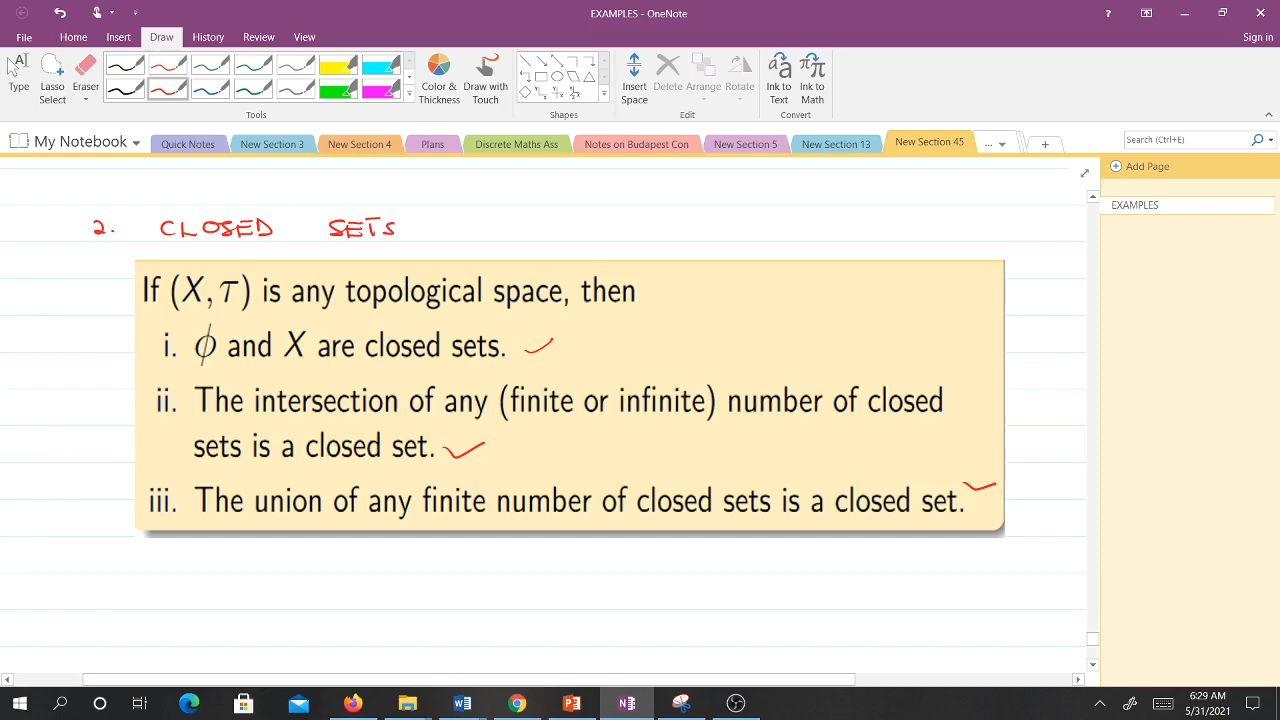 EXAMPLES - OneNote
File Home Insert Draw History Review View
Sign in
Type
Lasso Select
Eraser
Color & Thickness
Draw with Touch
Insert Space
Delete
Arrange
Rotate
Ink to Text
Ink to Math
Tools
Shapes
Edit
Convert
My Notebook
Quick Notes
New Section 3
New Section 4
Plans
Discrete Maths Ass
Notes on Budapest Con
New Section 5
New Section 13
New Section 45
...
Search (Ctrl+E)
Add Page
EXAMPLES
2. CLOSED SETS
If (X, τ) is any topological space, then
i. ϕ and X are closed sets.
ii. The intersection of any (finite or infinite) number of closed
sets is a closed set.
iii. The union of any finite number of closed sets is a closed set.
6:29 AM
5/31/2021